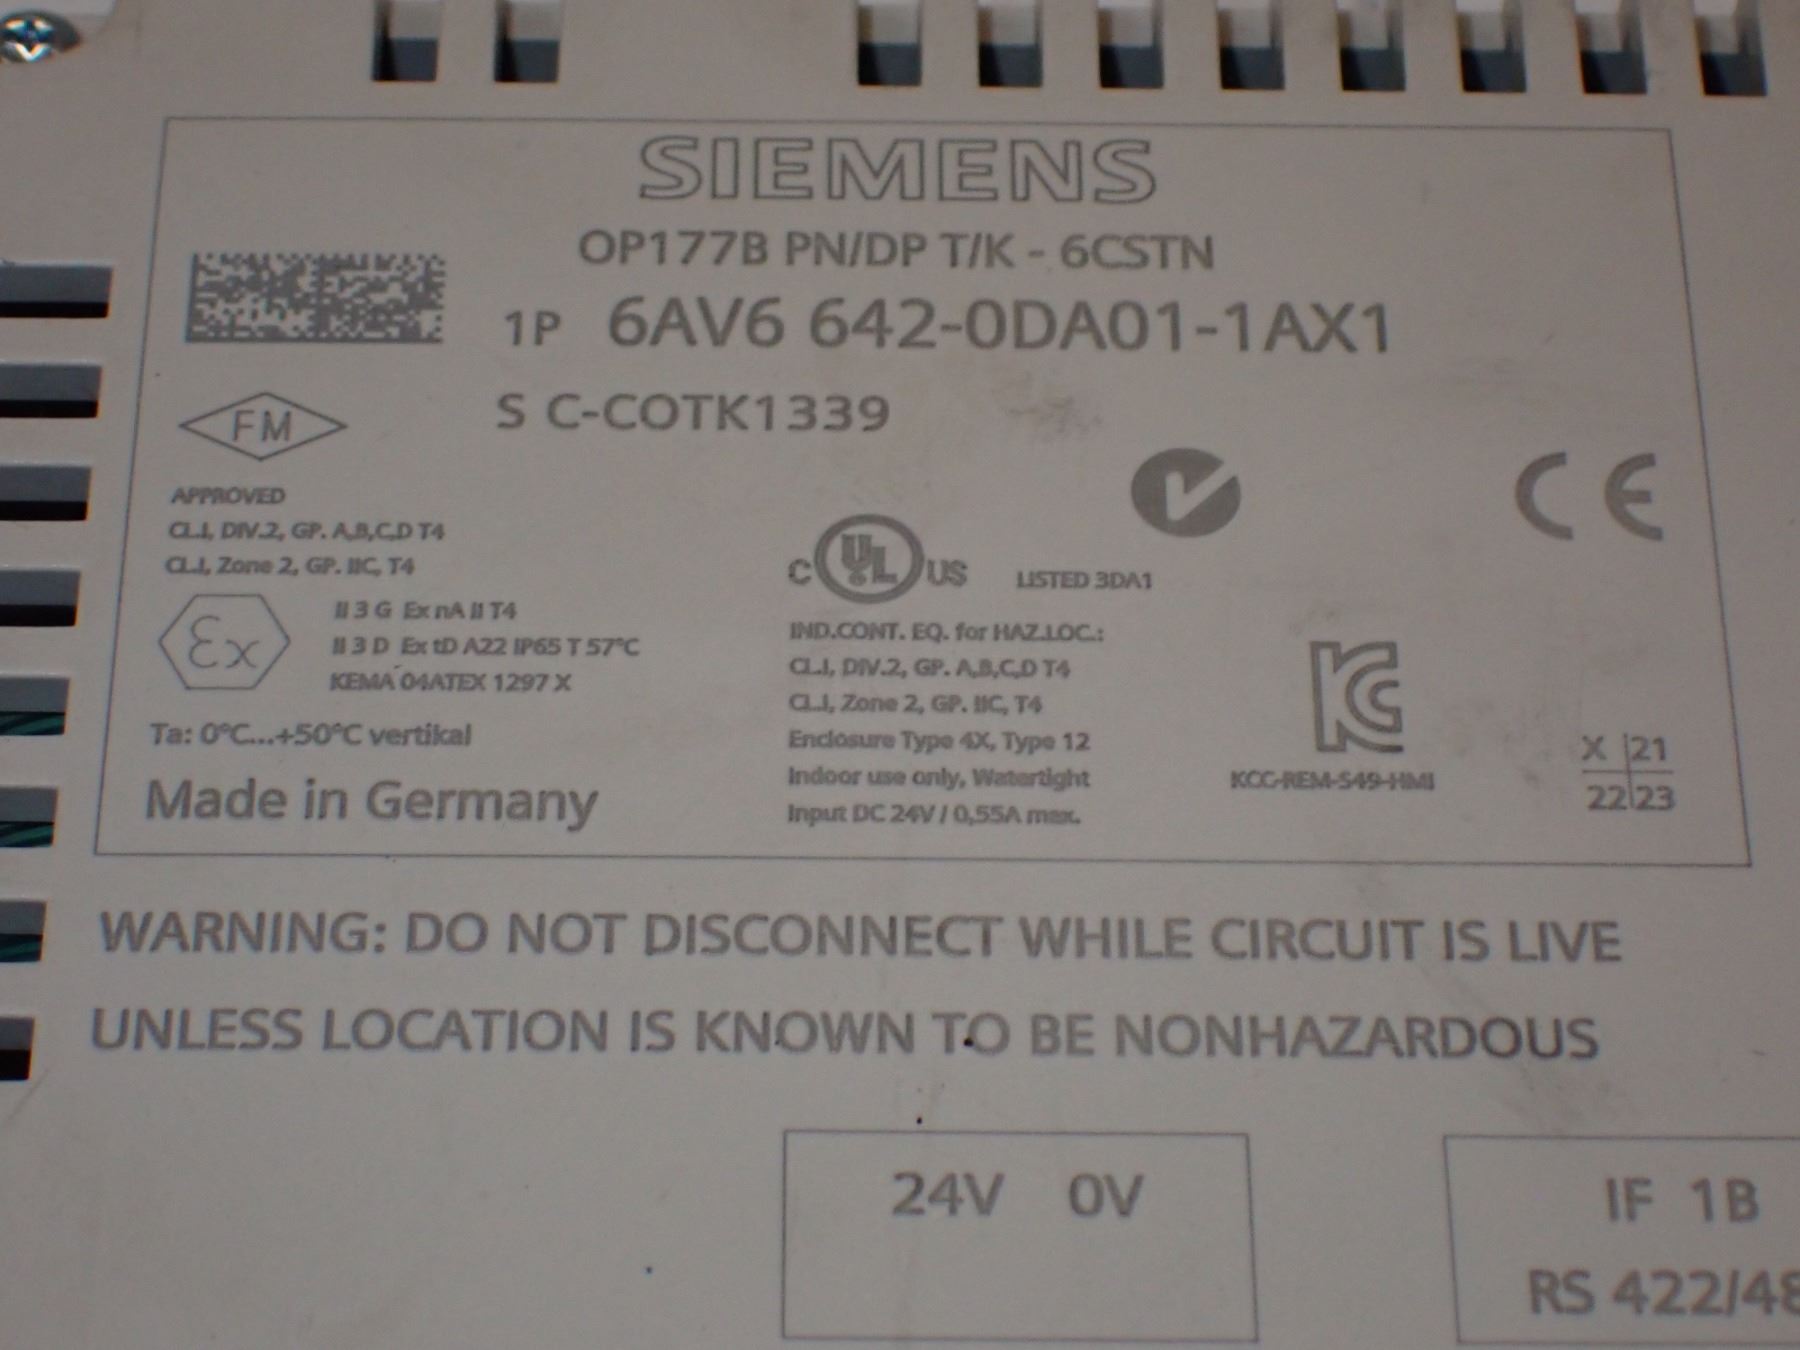 SIEMENS
OP177B PN/DP T/K - 6CSTN
1P 6AV6 642-0DA01-1AX1
S C-COTK1339
FM
APPROVED
CL.I, DIV.2, GP. A,B,C,D T4
CL.I, Zone 2, GP. IIC, T4
Ex
II 3 G Ex nA II T4
II 3 D Ex tD A22 IP65 T 57°C
KEMA 04ATEX 1297 X
Ta: 0°C...+50°C vertikal
Made in Germany
C UL US LISTED 3DA1
IND.CONT. EQ. for HAZ.LOC.:
CL.I, DIV.2, GP. A,B,C,D T4
CL.I, Zone 2, GP. IIC, T4
Enclosure Type 4X, Type 12
Indoor use only, Watertight
Input DC 24V / 0,55A max.
CE
KC
KCC-REM-S49-HMI
X 21
22 23
WARNING: DO NOT DISCONNECT WHILE CIRCUIT IS LIVE
UNLESS LOCATION IS KNOWN TO BE NONHAZARDOUS
24V 0V
IF 1B
RS 422/48